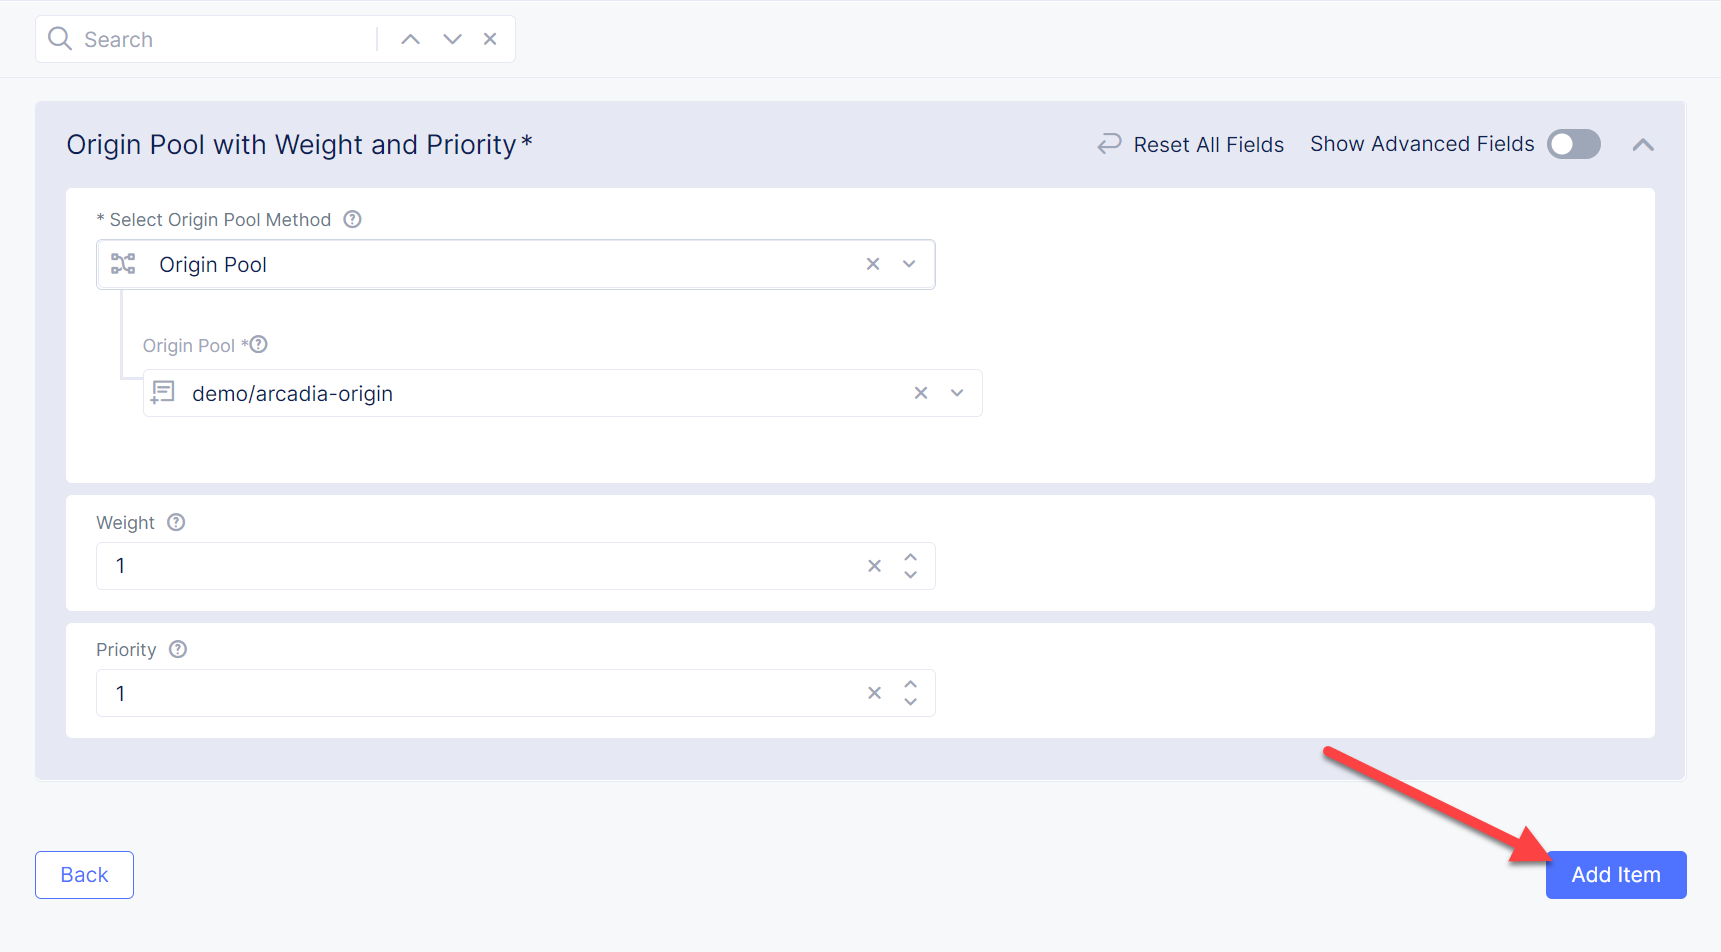 Search
Origin Pool with Weight and Priority*
Reset All Fields
Show Advanced Fields
* Select Origin Pool Method
Origin Pool
Origin Pool *
demo/arcadia-origin
Weight
1
Priority
1
Back
Add Item